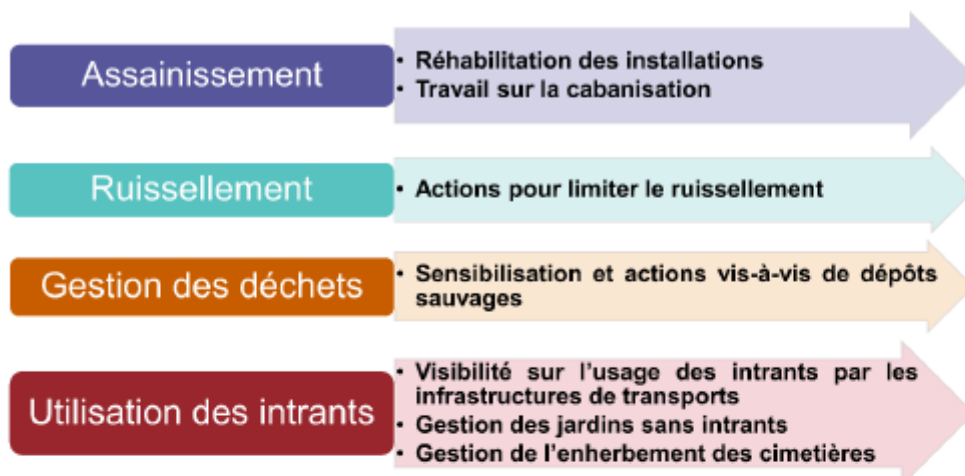 Assainissement
• Réhabilitation des installations
• Travail sur la cabanisation
Ruissellement
• Actions pour limiter le ruissellement
Gestion des déchets
• Sensibilisation et actions vis-à-vis de dépôts
sauvages
Utilisation des intrants
• Visibilité sur l'usage des intrants par les
infrastructures de transports
• Gestion des jardins sans intrants
• Gestion de l'enherbement des cimetières